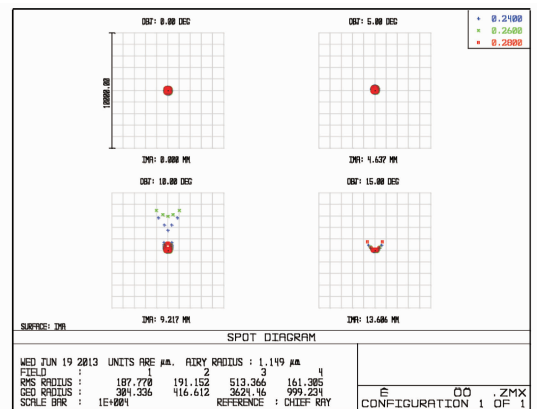 OBJ: 0.00 DEG
OBJ: 5.00 DEG
0.2400
0.2600
0.2800
10000.00
IMA: 0.000 MM
IMA: 4.637 MM
OBJ: 10.00 DEG
OBJ: 15.00 DEG
IMA: 9.217 MM
IMA: 13.606 MM
SURFACE: IMA
SPOT DIAGRAM
WED JUN 19 2013 UNITS ARE µm. AIRY RADIUS : 1.149 µm
FIELD : 1 2 3 4
RMS RADIUS : 187.770 191.152 513.366 161.305
GEO RADIUS : 304.336 416.612 3624.46 999.234
SCALE BAR : 1E+004 REFERENCE : CHIEF RAY
Ê ÖÖ .ZMX
CONFIGURATION 1 OF 1